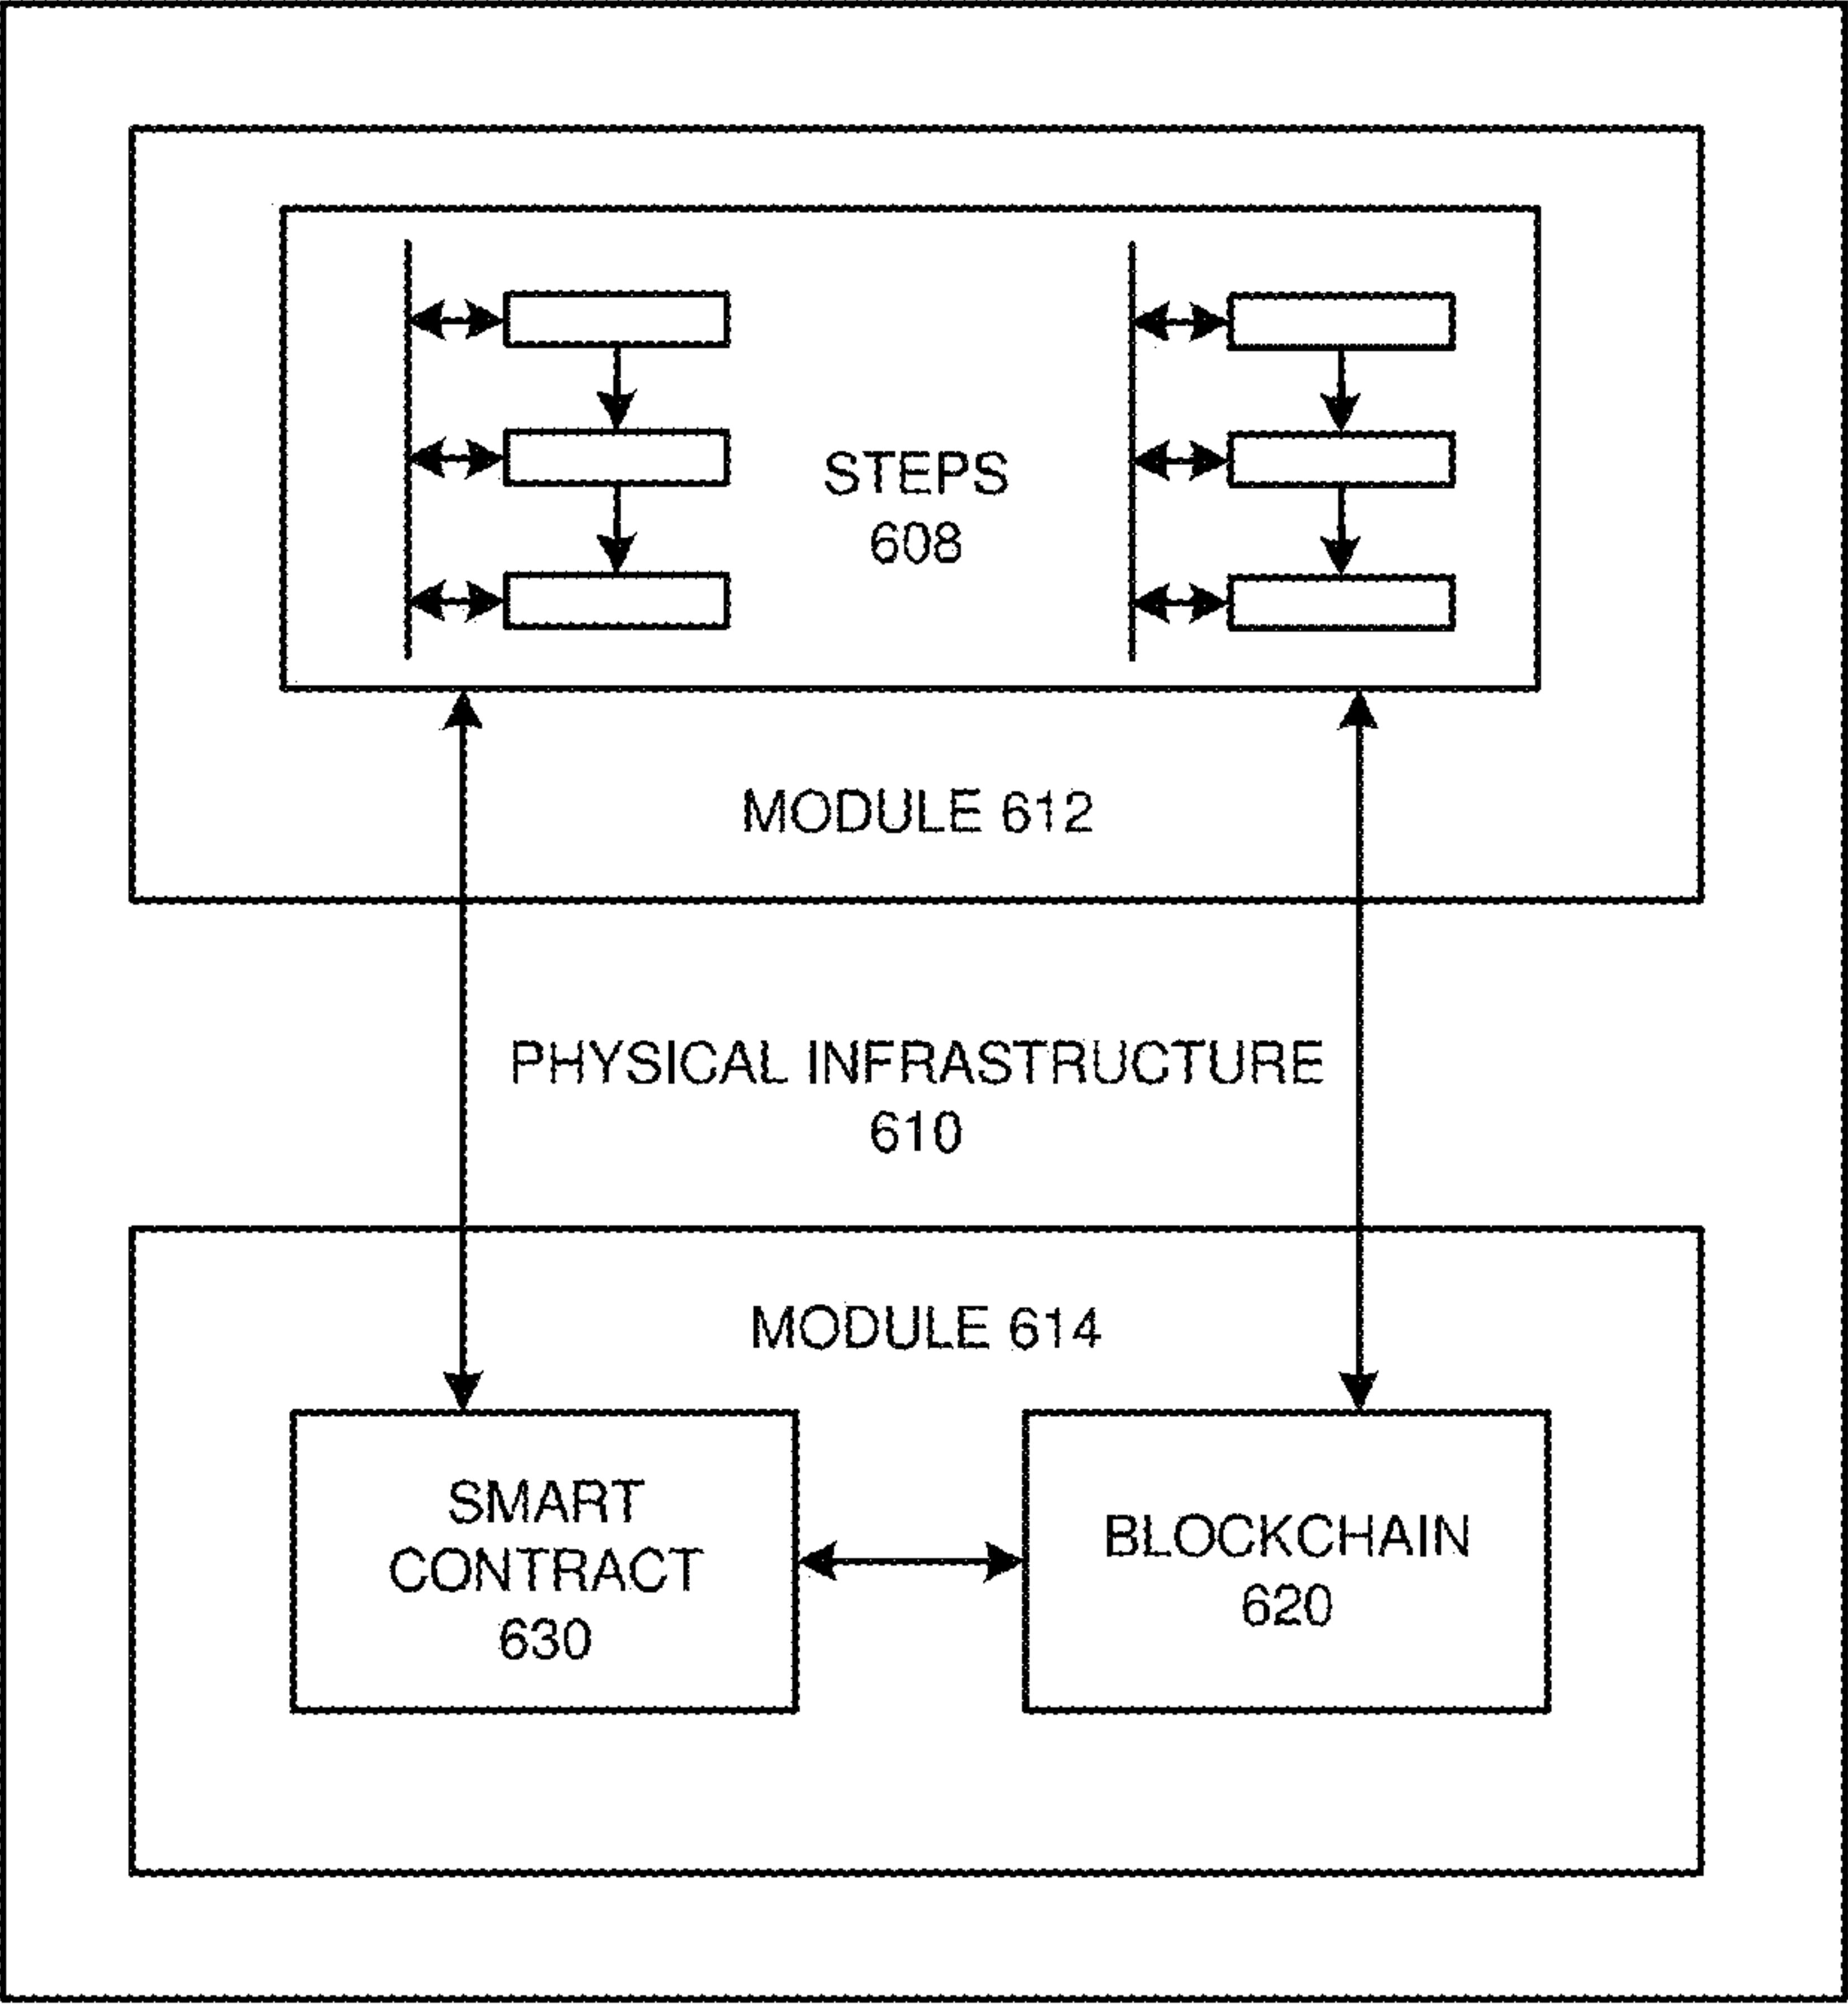 STEPS
608
MODULE 612
PHYSICAL INFRASTRUCTURE
610
MODULE 614
SMART
CONTRACT
630
BLOCKCHAIN
620